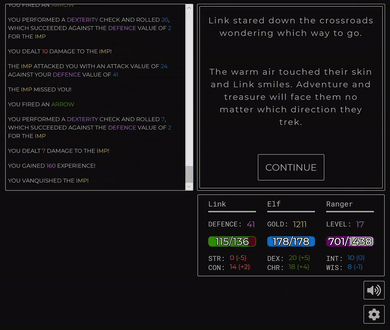 YOU FIRED AN ARROW
YOU PERFORMED A DEXTERITY CHECK AND ROLLED 20,
WHICH SUCCEEDED AGAINST THE DEFENCE VALUE OF 2
FOR THE IMP
YOU DEALT 10 DAMAGE TO THE IMP!
THE IMP ATTACKED YOU WITH AN ATTACK VALUE OF 24
AGAINST YOUR DEFENCE VALUE OF 41
THE IMP MISSED YOU!
YOU FIRED AN ARROW
YOU PERFORMED A DEXTERITY CHECK AND ROLLED 7,
WHICH SUCCEEDED AGAINST THE DEFENCE VALUE OF 2
FOR THE IMP
YOU DEALT 7 DAMAGE TO THE IMP!
YOU GAINED 160 EXPERIENCE!
YOU VANQUISHED THE IMP!
Link stared down the crossroads
wondering which way to go.
The warm air touched their skin
and Link smiles. Adventure and
treasure will face them no
matter which direction they
trek.
CONTINUE
Link Elf Ranger
DEFENCE: 41 GOLD: 1211 LEVEL: 17
115/136 178/178 701/1438
STR: 0 (-5) DEX: 20 (+5) INT: 10 (0)
CON: 14 (+2) CHR: 18 (+4) WIS: 8 (-1)